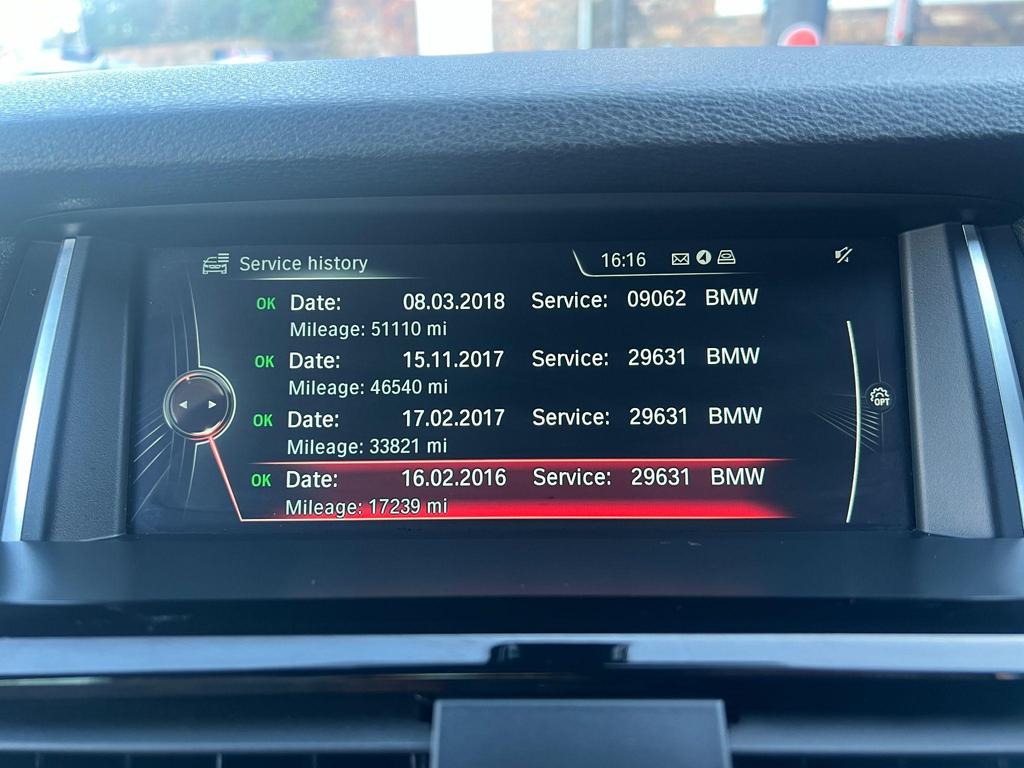 Service history 16:16
OK Date: 08.03.2018 Service: 09062 BMW
Mileage: 51110 mi
OK Date: 15.11.2017 Service: 29631 BMW
Mileage: 46540 mi
OK Date: 17.02.2017 Service: 29631 BMW
Mileage: 33821 mi
OPT
OK Date: 16.02.2016 Service: 29631 BMW
Mileage: 17239 mi